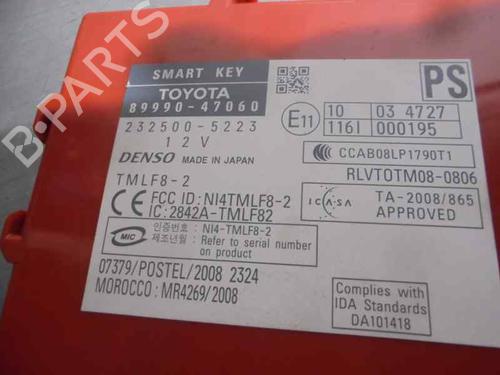 SMART KEY
PS
TOYOTA
89990-47060
232500-5223
12V
DENSO MADE IN JAPAN
E11
10 03 4727
116I 000195
CCAB08LP1790T1
RLVTOTM08-0806
TMLF8-2
CE FCC ID: NI4TMLF8-2
IC: 2842A-TMLF82
ICASA
TA-2008/865
APPROVED
MIC
인증번호 : NI4-TMLF8-2
제조년월 : Refer to serial number on product
07379/POSTEL/2008 2324
MOROCCO: MR4269/2008
Complies with
IDA Standards
DA101418
B-PARTS